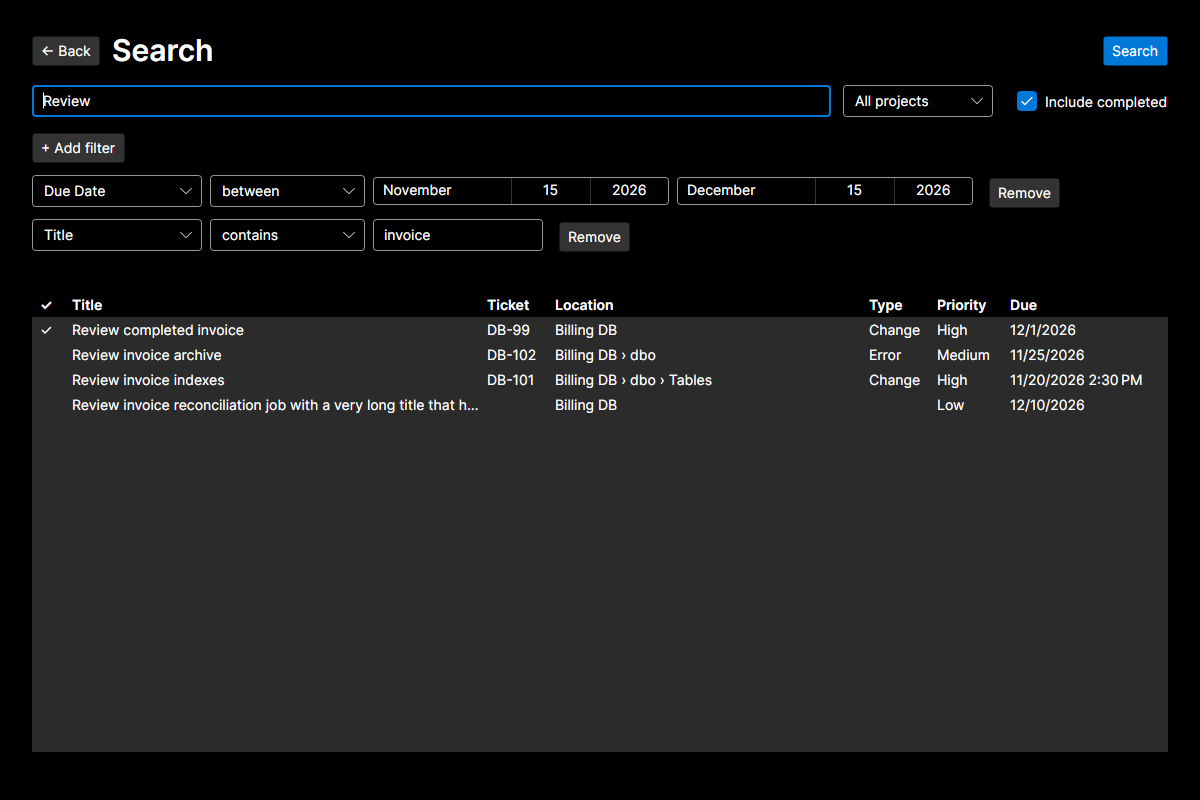 ← Back Search Search
Review All projects Include completed
+ Add filter
Due Date between November 15 2026 December 15 2026 Remove
Title contains invoice Remove
✓ Title Ticket Location Type Priority Due
✓ Review completed invoice DB-99 Billing DB Change High 12/1/2026
Review invoice archive DB-102 Billing DB › dbo Error Medium 11/25/2026
Review invoice indexes DB-101 Billing DB › dbo › Tables Change High 11/20/2026 2:30 PM
Review invoice reconciliation job with a very long title that h... Billing DB Low 12/10/2026